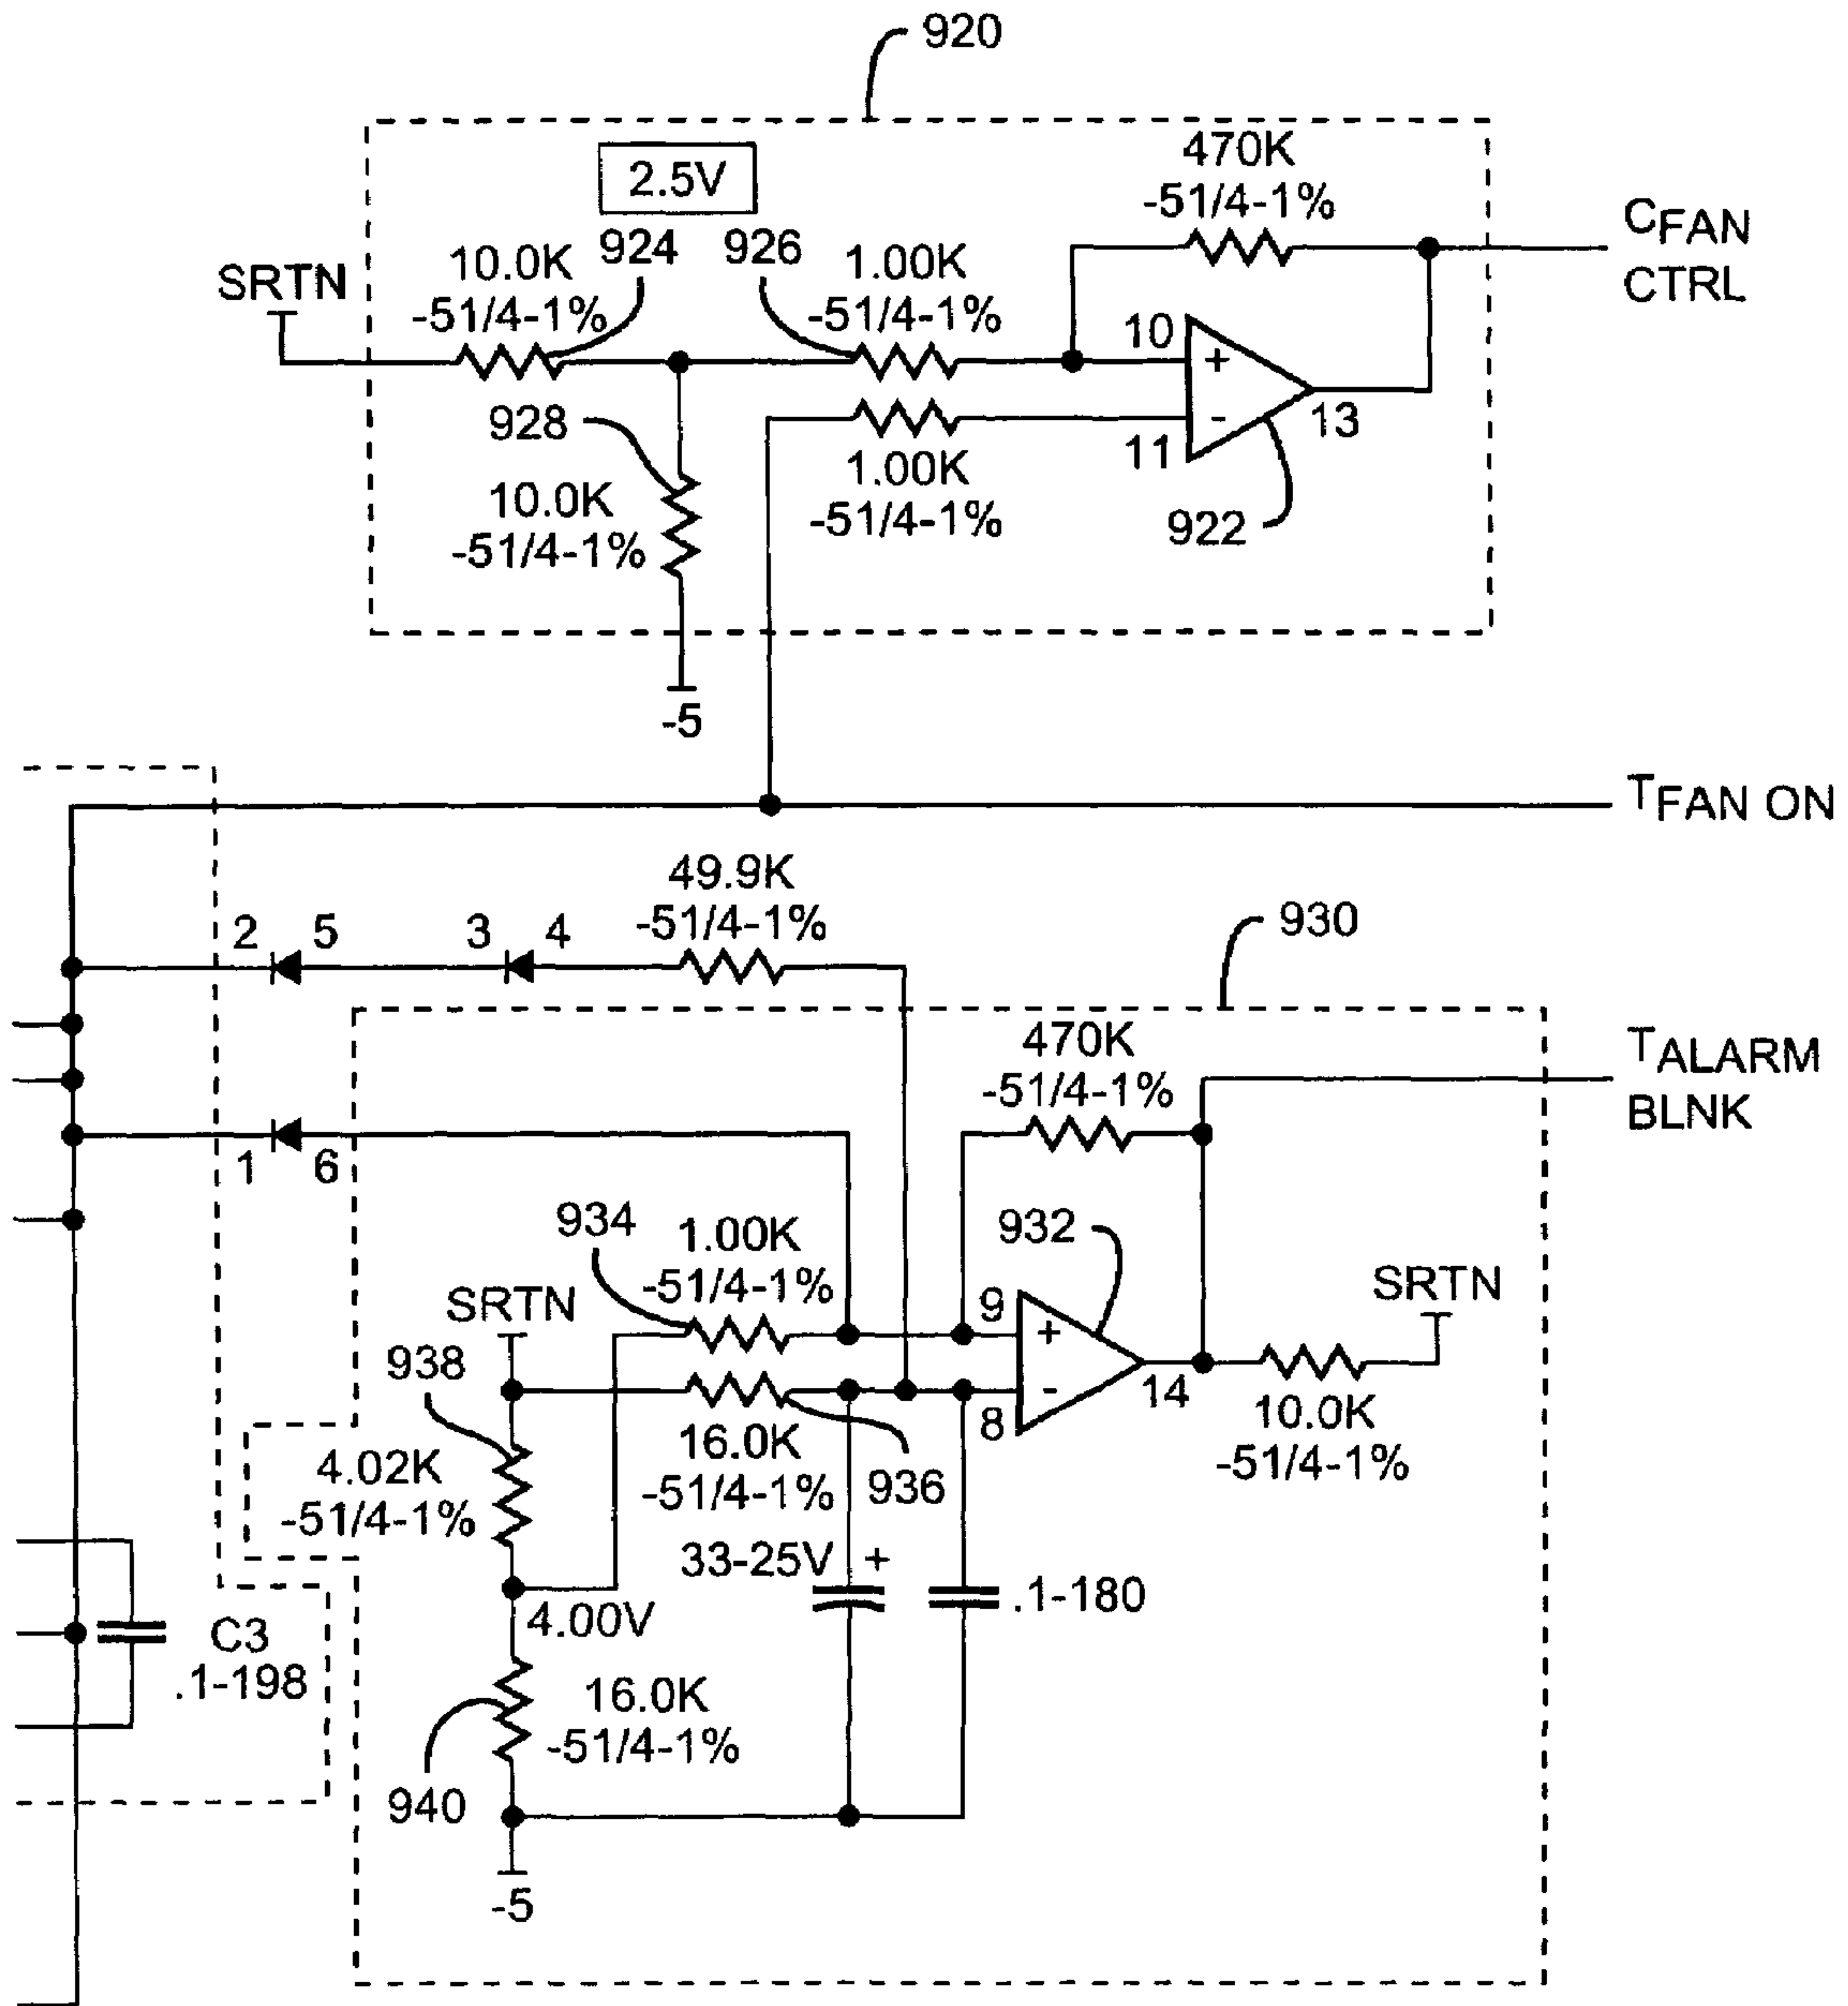 920
2.5V
470K
-51/4-1%
C FAN
CTRL
SRTN
10.0K
-51/4-1%
924
926
1.00K
-51/4-1%
10
+
-
11
13
928
10.0K
-51/4-1%
1.00K
-51/4-1%
922
-5
T FAN ON
49.9K
-51/4-1%
2
5
3
4
930
470K
-51/4-1%
T ALARM
BLNK
1
6
934
1.00K
-51/4-1%
932
SRTN
9
+
SRTN
938
-
8
14
10.0K
-51/4-1%
4.02K
-51/4-1%
16.0K
-51/4-1%
936
33-25V
+
.1-180
4.00V
C3
.1-198
16.0K
-51/4-1%
940
-5